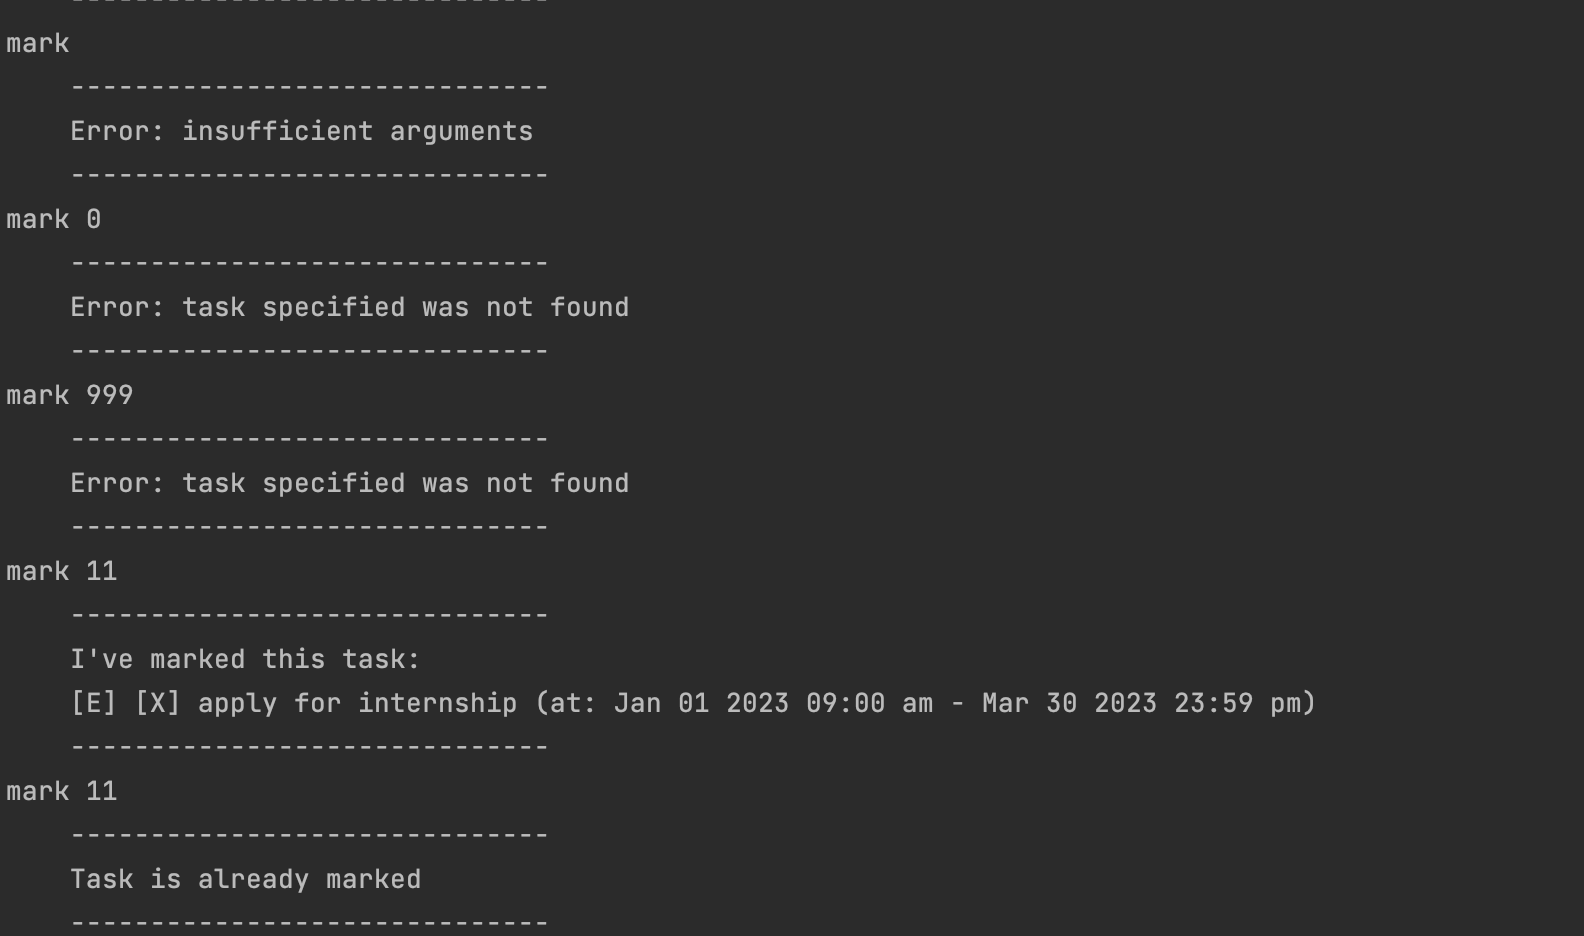 ------------------------------
mark
------------------------------
Error: insufficient arguments
------------------------------
mark 0
------------------------------
Error: task specified was not found
------------------------------
mark 999
------------------------------
Error: task specified was not found
------------------------------
mark 11
------------------------------
I've marked this task:
[E] [X] apply for internship (at: Jan 01 2023 09:00 am - Mar 30 2023 23:59 pm)
------------------------------
mark 11
------------------------------
Task is already marked
------------------------------